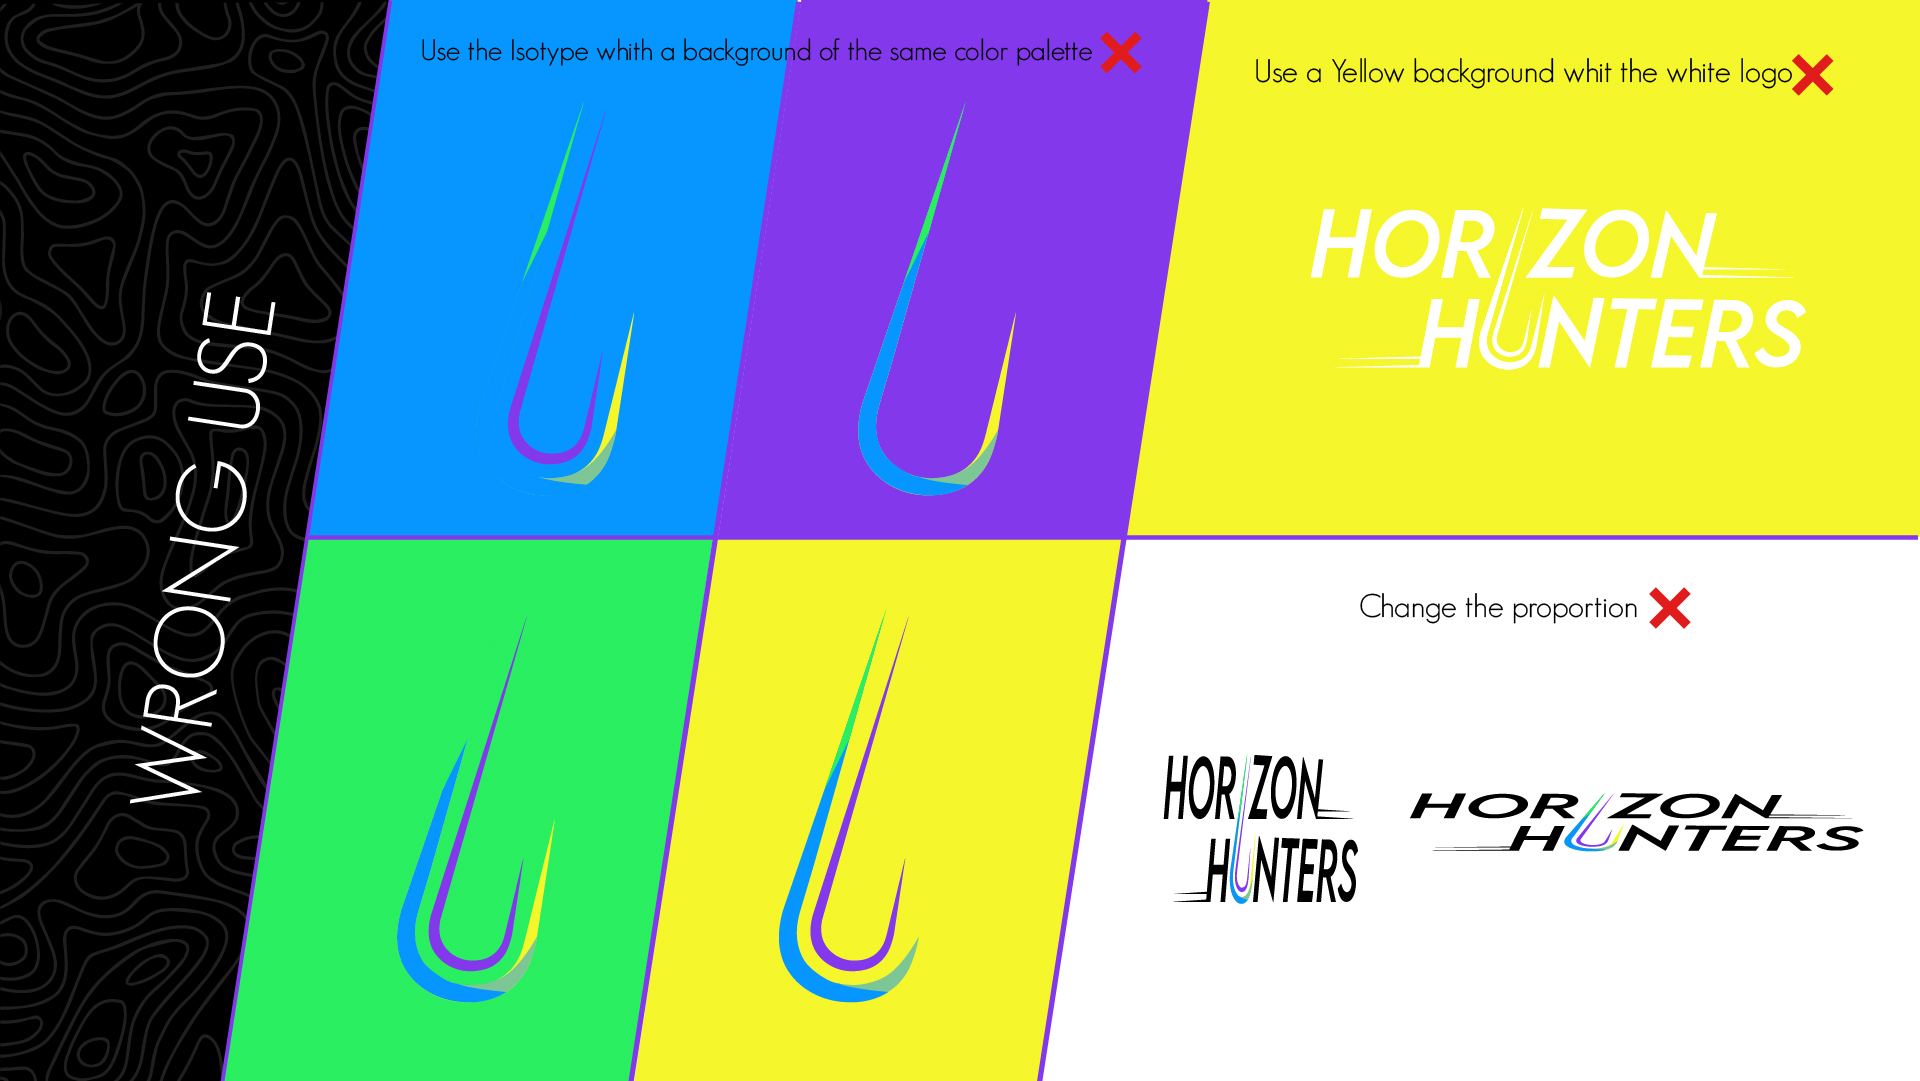 WRONG USE
Use the Isotype whith a background of the same color palette
Use a Yellow background whit the white logo
HORIZON
HUNTERS
Change the proportion
HORIZON
HUNTERS
HORIZON
HUNTERS